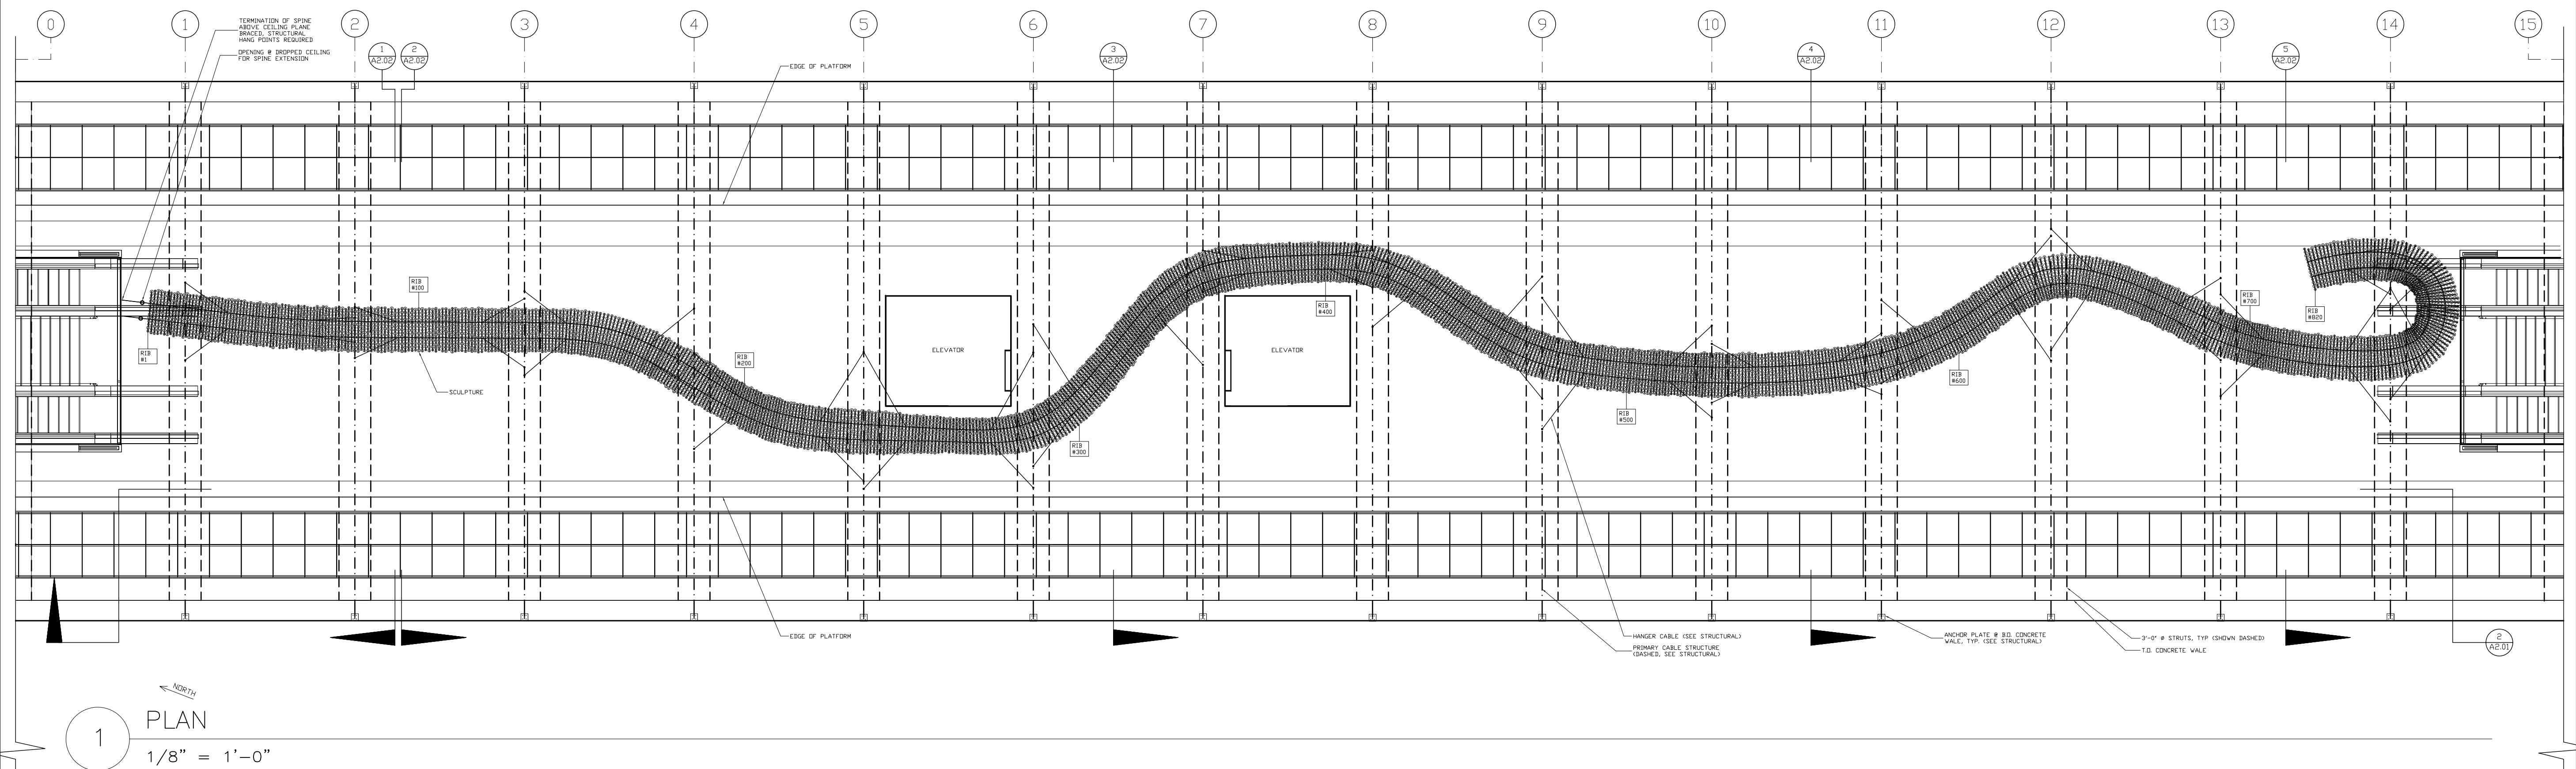 0 1 2 3 4 5 6 7 8 9 10 11 12 13 14 15
TERMINATION OF SPINE
ABOVE CEILING PLANE
BRACED, STRUCTURAL
HANG POINTS REQUIRED
OPENING @ DROPPED CEILING
FOR SPINE EXTENSION
1
A2.02
2
A2.02
3
A2.02
4
A2.02
5
A2.02
EDGE OF PLATFORM
RIB
#1
RIB
#100
SCULPTURE
RIB
#200
RIB
#300
ELEVATOR
ELEVATOR
RIB
#400
RIB
#500
RIB
#600
RIB
#700
RIB
#820
EDGE OF PLATFORM
HANGER CABLE (SEE STRUCTURAL)
PRIMARY CABLE STRUCTURE
(DASHED, SEE STRUCTURAL)
ANCHOR PLATE @ B.O. CONCRETE
WALE, TYP. (SEE STRUCTURAL)
3'-0" Ø STRUTS, TYP (SHOWN DASHED)
T.O. CONCRETE WALE
2
A2.01
NORTH
1
PLAN
1/8" = 1'-0"